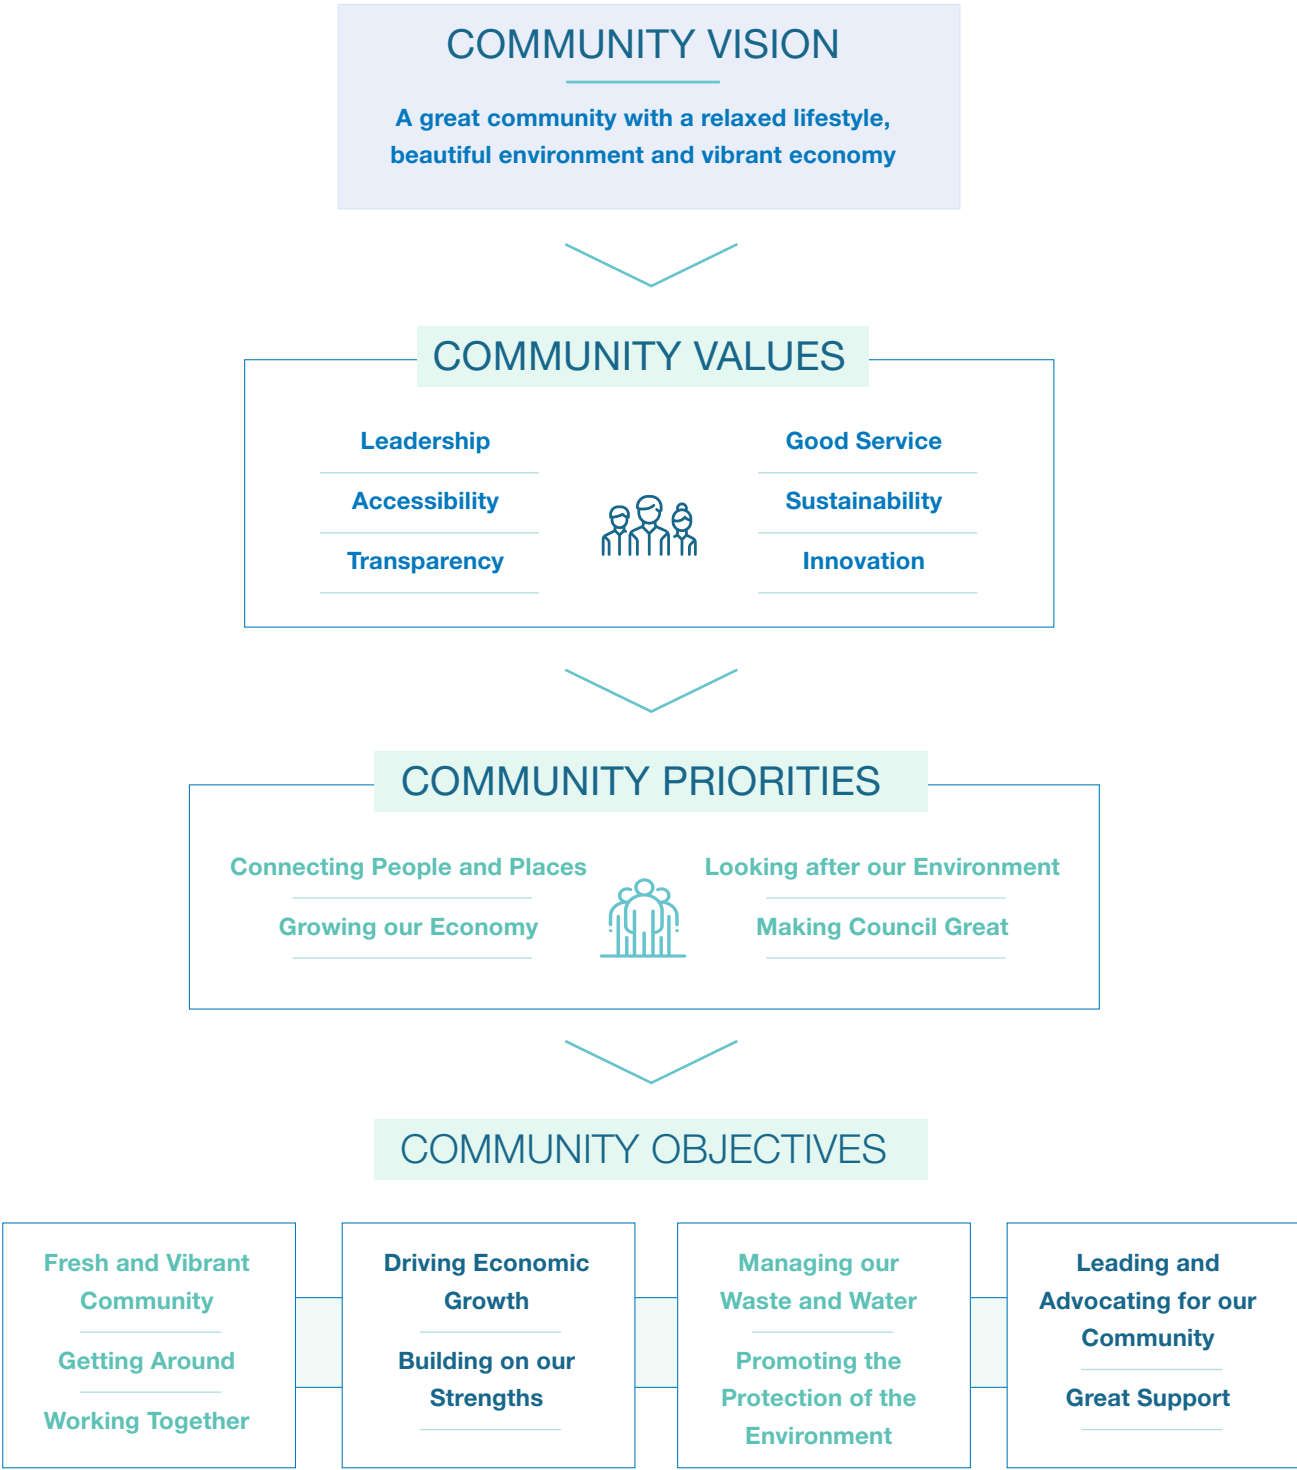 COMMUNITY VISION
A great community with a relaxed lifestyle,
beautiful environment and vibrant economy
COMMUNITY VALUES
Leadership
Accessibility
Transparency
Good Service
Sustainability
Innovation
COMMUNITY PRIORITIES
Connecting People and Places
Growing our Economy
Looking after our Environment
Making Council Great
COMMUNITY OBJECTIVES
Fresh and Vibrant
Community
Getting Around
Working Together
Driving Economic
Growth
Building on our
Strengths
Managing our
Waste and Water
Promoting the
Protection of the
Environment
Leading and
Advocating for our
Community
Great Support